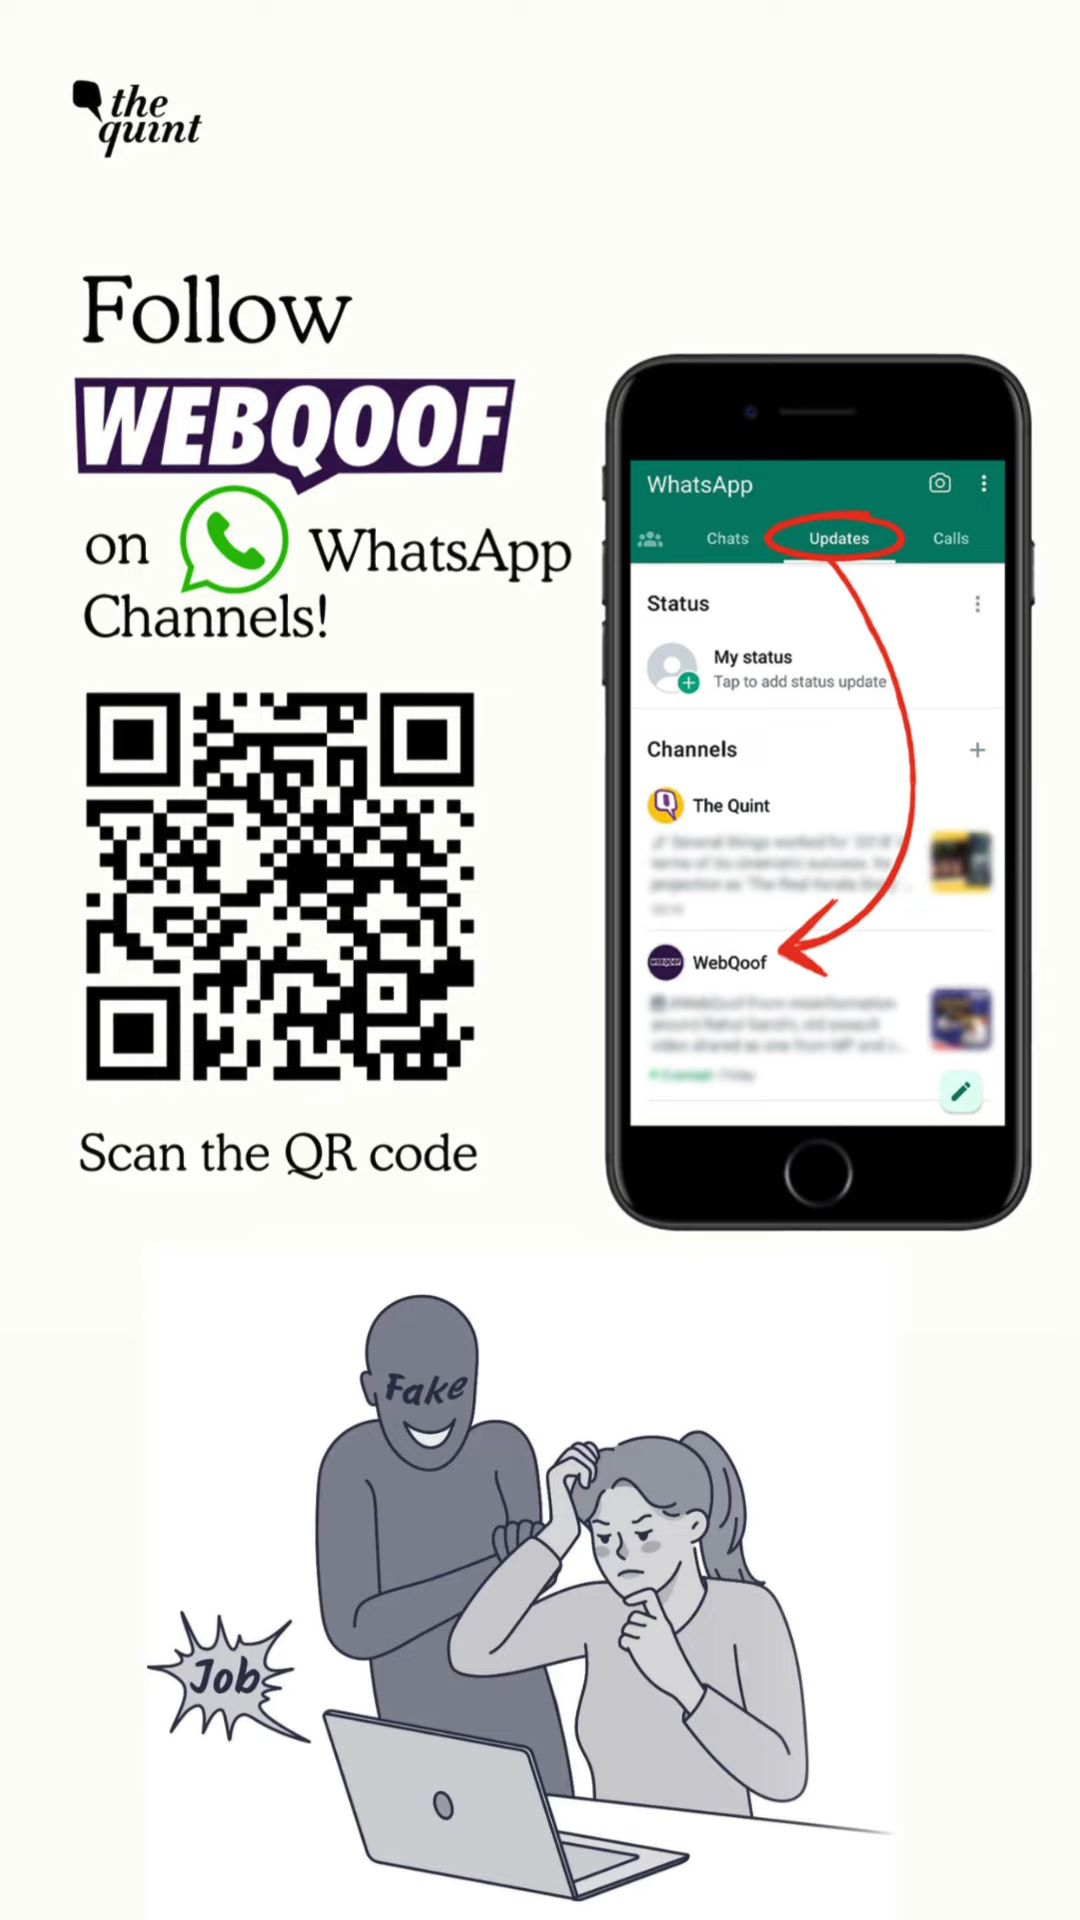 the
quint
Follow
WEBQOOF
on WhatsApp
Channels!
Scan the QR code
WhatsApp
Chats Updates Calls
Status
My status
Tap to add status update
Channels
The Quint
WEBQOOF
WebQoof
Fake
Job